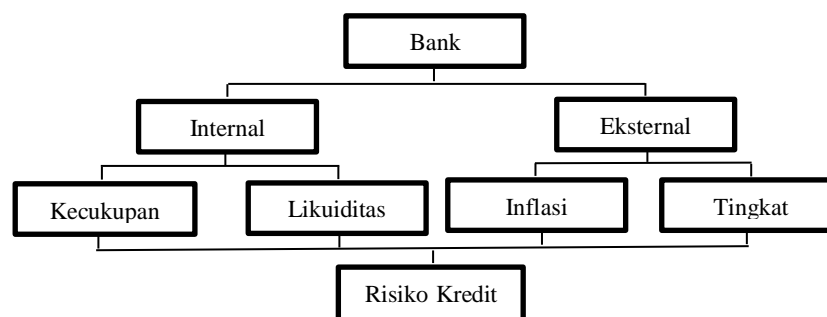 Bank
Internal
Eksternal
Kecukupan
Likuiditas
Inflasi
Tingkat
Risiko Kredit